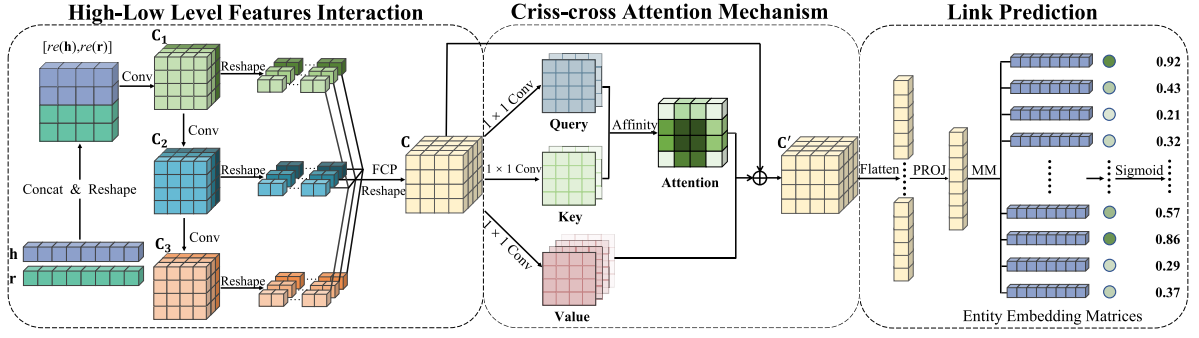 High-Low Level Features Interaction
[re(h),re(r)]
Conv
C₁
Reshape
Conv
C₂
Reshape
Concat & Reshape
Conv
C₃
Reshape
h
r
FCP
Reshape
Criss-cross Attention Mechanism
C
1 × 1 Conv
Query
1 × 1 Conv
Key
1 × 1 Conv
Value
Affinity
Attention
C′
Link Prediction
Flatten
PROJ
MM
Sigmoid
0.92
0.43
0.21
0.32
0.57
0.86
0.29
0.37
Entity Embedding Matrices